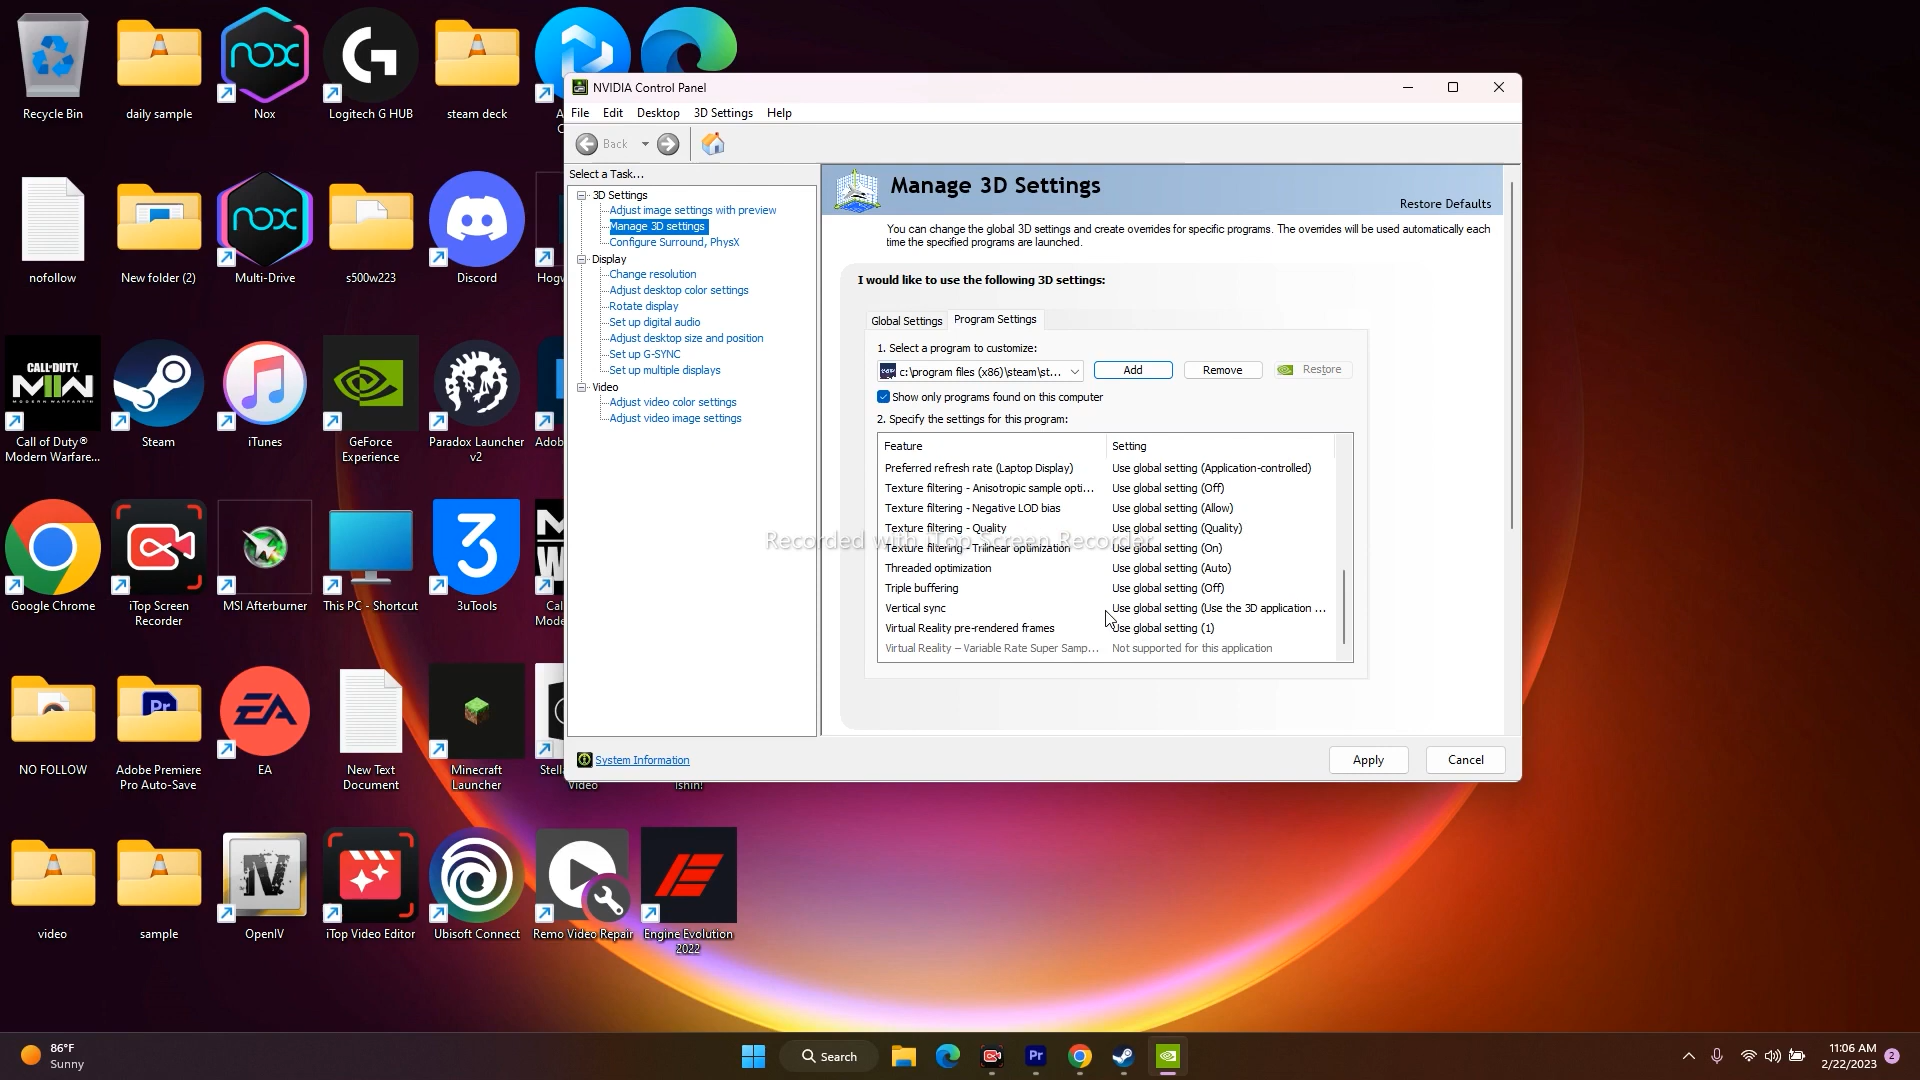 Recycle Bin
daily sample
Nox
Logitech G HUB
steam deck
nofollow
New folder (2)
Multi-Drive
s500w223
Discord
Call of Duty®
Modern Warfare...
Steam
iTunes
GeForce
Experience
Paradox Launcher
v2
Google Chrome
iTop Screen
Recorder
MSI Afterburner
This PC - Shortcut
3uTools
NO FOLLOW
Adobe Premiere
Pro Auto-Save
EA
New Text
Document
Minecraft
Launcher
Video
Ishin!
video
sample
OpenIV
iTop Video Editor
Ubisoft Connect
Remo Video Repair
Engine Evolution
2022
NVIDIA Control Panel
File Edit Desktop 3D Settings Help
Back
Select a Task...
3D Settings
Adjust image settings with preview
Manage 3D settings
Configure Surround, PhysX
Display
Change resolution
Adjust desktop color settings
Rotate display
Set up digital audio
Adjust desktop size and position
Set up G-SYNC
Set up multiple displays
Video
Adjust video color settings
Adjust video image settings
System Information
Manage 3D Settings
Restore Defaults
You can change the global 3D settings and create overrides for specific programs. The overrides will be used automatically each
time the specified programs are launched.
I would like to use the following 3D settings:
Global Settings Program Settings
1. Select a program to customize:
c:\program files (x86)\steam\st... Add Remove Restore
Show only programs found on this computer
2. Specify the settings for this program:
Feature Setting
Preferred refresh rate (Laptop Display) Use global setting (Application-controlled)
Texture filtering - Anisotropic sample opti... Use global setting (Off)
Texture filtering - Negative LOD bias Use global setting (Allow)
Texture filtering - Quality Use global setting (Quality)
Recorded with iTop Screen Recorder
Texture filtering - Trilinear optimization Use global setting (On)
Threaded optimization Use global setting (Auto)
Triple buffering Use global setting (Off)
Vertical sync Use global setting (Use the 3D application ...
Virtual Reality pre-rendered frames Use global setting (1)
Virtual Reality – Variable Rate Super Samp... Not supported for this application
Apply Cancel
86°F
Sunny
Search
11:06 AM
2/22/2023
2